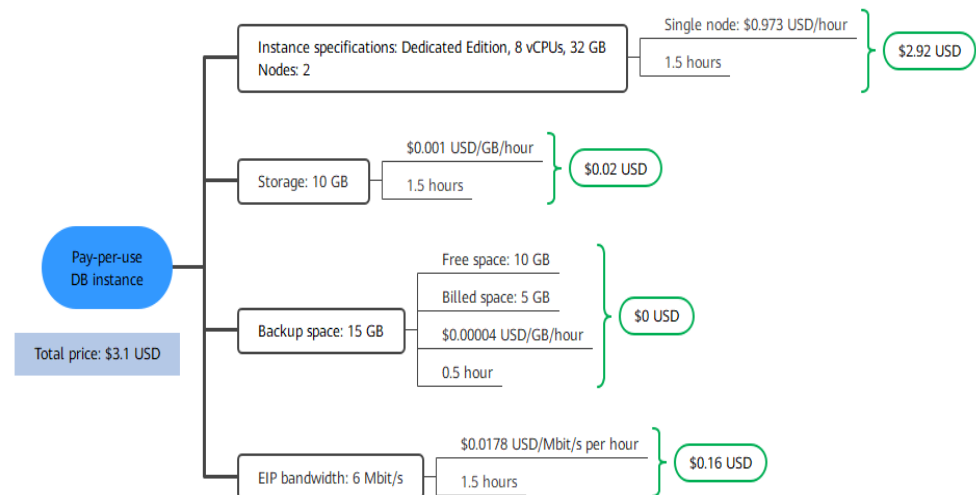 Pay-per-use
DB instance
Total price: $3.1 USD
Instance specifications: Dedicated Edition, 8 vCPUs, 32 GB
Nodes: 2
Single node: $0.973 USD/hour
1.5 hours
$2.92 USD
Storage: 10 GB
$0.001 USD/GB/hour
1.5 hours
$0.02 USD
Backup space: 15 GB
Free space: 10 GB
Billed space: 5 GB
$0.00004 USD/GB/hour
0.5 hour
$0 USD
EIP bandwidth: 6 Mbit/s
$0.0178 USD/Mbit/s per hour
1.5 hours
$0.16 USD